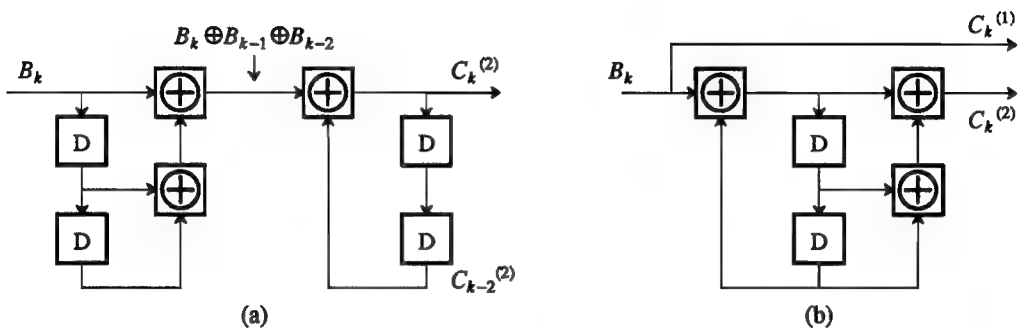 B_k ⊕B_{k−1} ⊕B_{k−2}
B_k
C_k^{(2)}
D
D
D
D
C_{k−2}^{(2)}
(a)
C_k^{(1)}
B_k
C_k^{(2)}
D
D
(b)